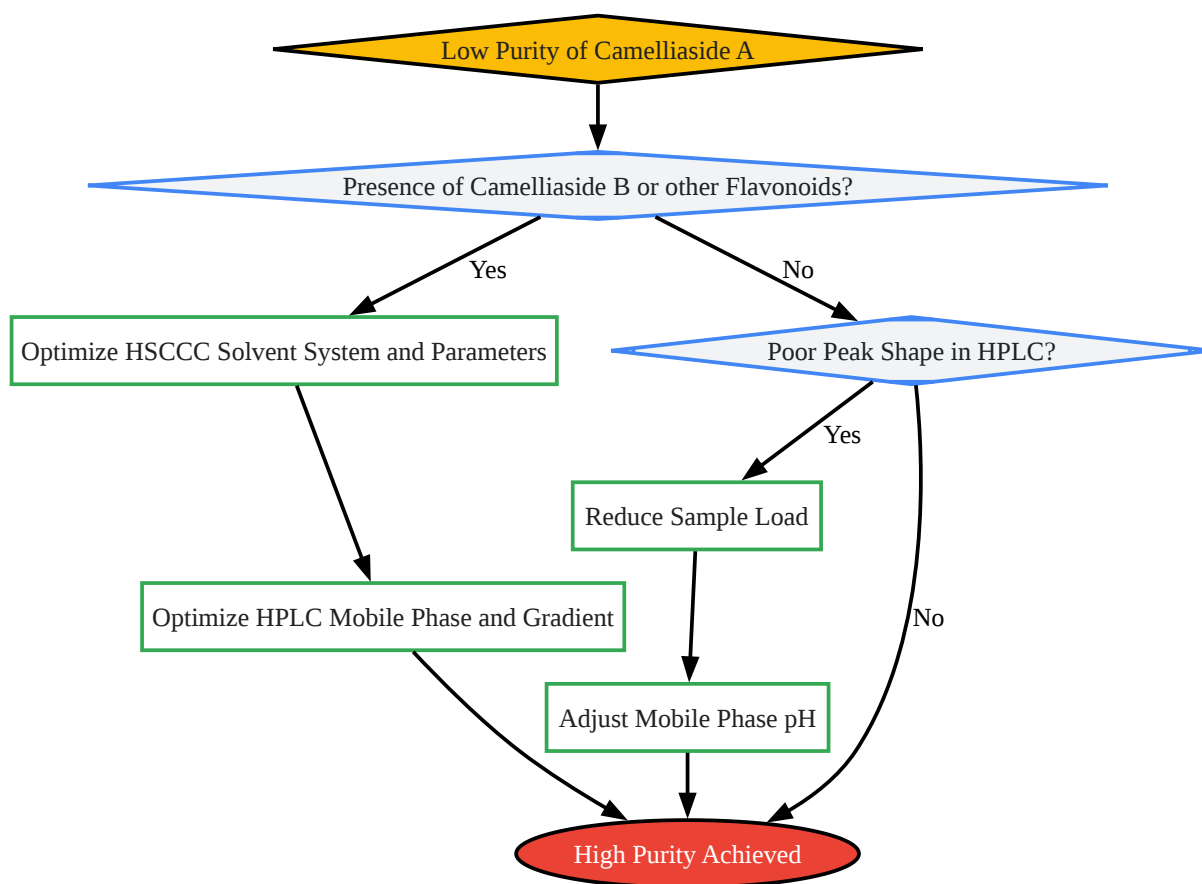 Low Purity of Camelliaside A
Presence of Camelliaside B or other Flavonoids?
Yes
No
Optimize HSCCC Solvent System and Parameters
Poor Peak Shape in HPLC?
Yes
Reduce Sample Load
Optimize HPLC Mobile Phase and Gradient
No
Adjust Mobile Phase pH
High Purity Achieved